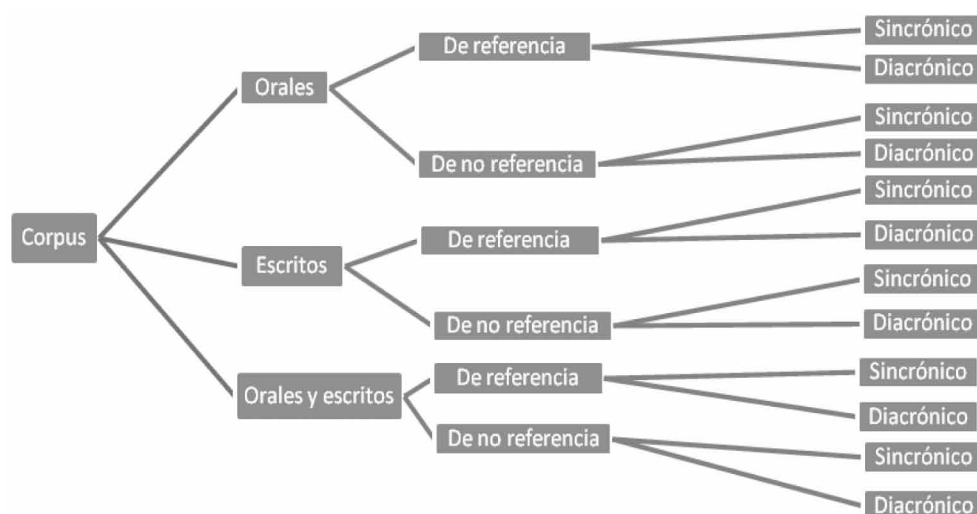 Corpus
Orales
De referencia
Sincrónico
Diacrónico
De no referencia
Sincrónico
Diacrónico
Escritos
De referencia
Sincrónico
Diacrónico
De no referencia
Sincrónico
Diacrónico
Orales y escritos
De referencia
Sincrónico
Diacrónico
De no referencia
Sincrónico
Diacrónico